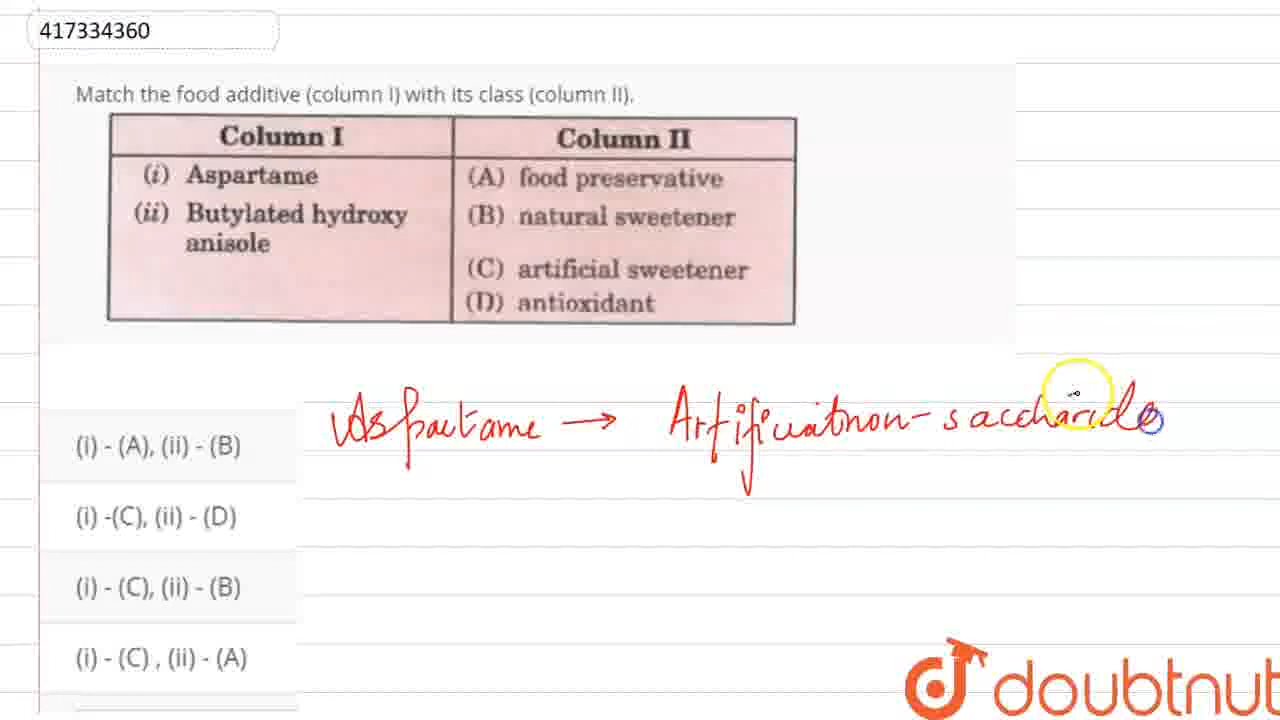 417334360
Match the food additive (column I) with its class (column II).
Column I Column II
(i) Aspartame (A) food preservative
(ii) Butylated hydroxy (B) natural sweetener
anisole
(C) artificial sweetener
(D) antioxidant
Aspartame → Artificial non-saccharide
(i) - (A), (ii) - (B)
(i) -(C), (ii) - (D)
(i) - (C), (ii) - (B)
(i) - (C) , (ii) - (A)
doubtnut